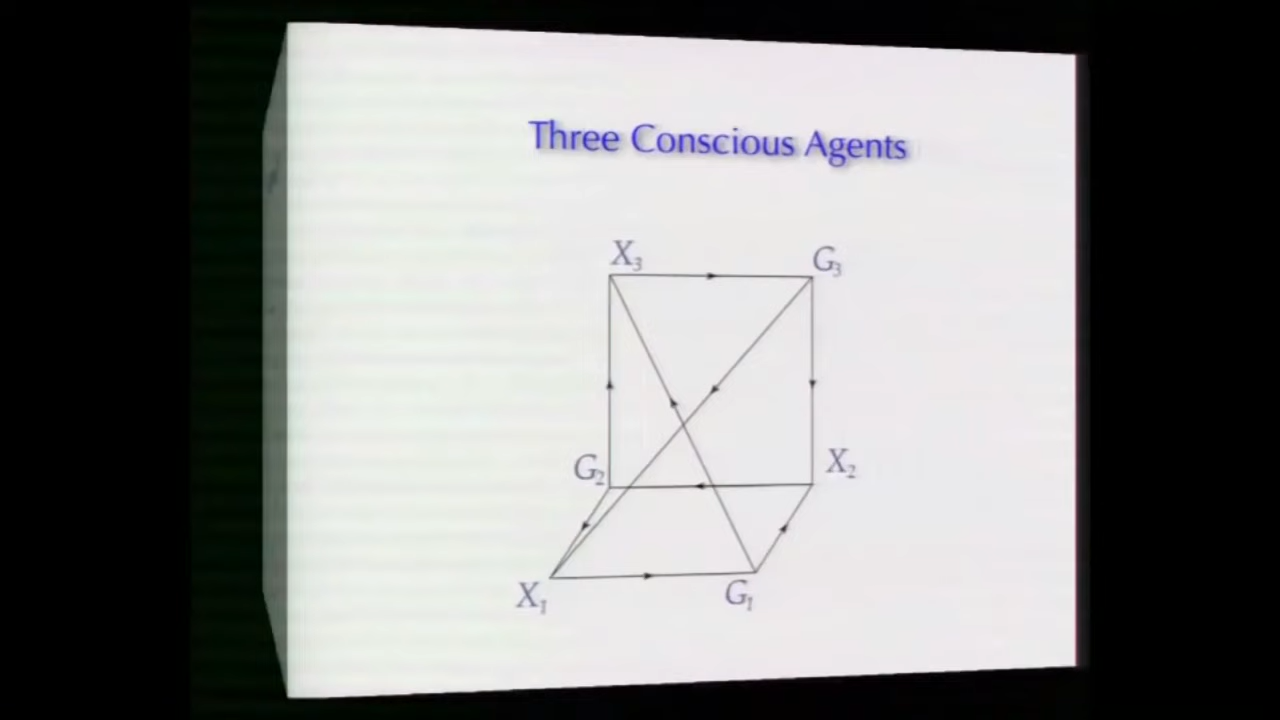 Three Conscious Agents
X₃ G₃
G₂ X₂
X₁ G₁